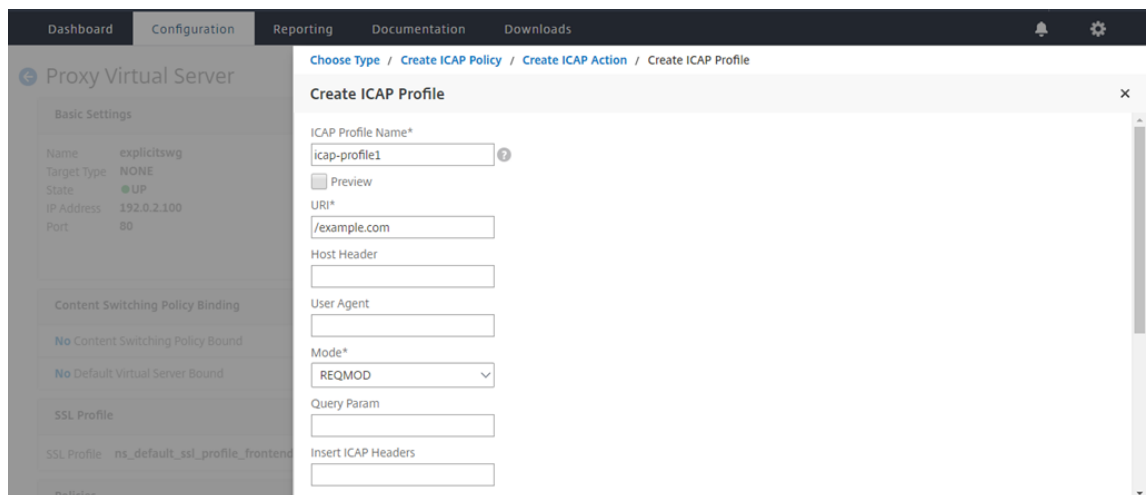 Dashboard Configuration Reporting Documentation Downloads
Proxy Virtual Server
Basic Settings
Name explicitswg
Target Type NONE
State UP
IP Address 192.0.2.100
Port 80
Content Switching Policy Binding
No Content Switching Policy Bound
No Default Virtual Server Bound
SSL Profile
SSL Profile ns_default_ssl_profile_frontend
Policies
Choose Type / Create ICAP Policy / Create ICAP Action / Create ICAP Profile
Create ICAP Profile
ICAP Profile Name*
icap-profile1
Preview
URI*
/example.com
Host Header
User Agent
Mode*
REQMOD
Query Param
Insert ICAP Headers